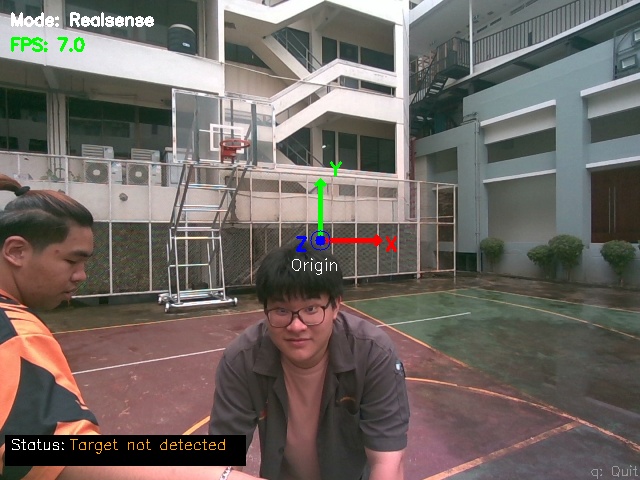 Mode: Realsense
FPS: 7.0
Y
Z X
Origin
Status: Target not detected
q: Quit